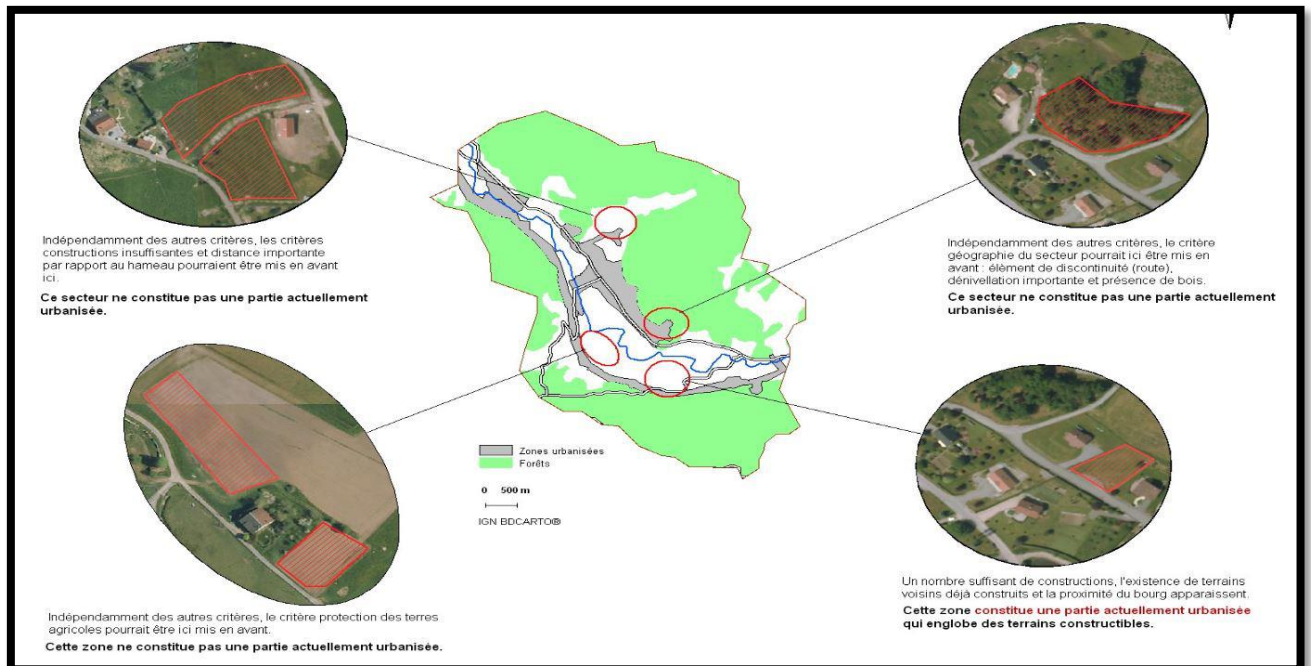 Indépendamment des autres critères, les critères
constructions insuffisantes et distance importante
par rapport au hameau pourraient être mis en avant
ici.
Ce secteur ne constitue pas une partie actuellement
urbanisée.
Indépendamment des autres critères, le critère
géographie du secteur pourrait ici être mis en
avant : élèment de discontinuité (route),
dénivellation importante et présence de bois.
Ce secteur ne constitue pas une partie actuellement
urbanisée.
Zones urbanisées
Forêts
0 500 m
IGN BDCARTO®
Indépendamment des autres critères, le critère protection des terres
agricoles pourrait être ici mis en avant.
Cette zone ne constitue pas une partie actuellement urbanisée.
Un nombre suffisant de constructions, l'existence de terrains
voisins déjà construits et la proximité du bourg apparaissent.
Cette zone constitue une partie actuellement urbanisée
qui englobe des terrains constructibles.